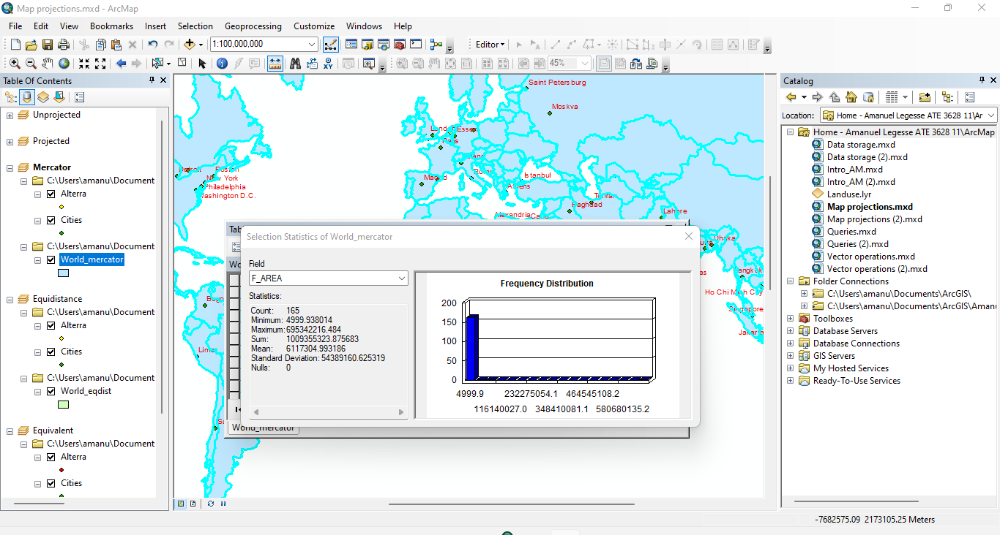 Map projections.mxd - ArcMap
File Edit View Bookmarks Insert Selection Geoprocessing Customize Windows Help
1:100,000,000
Editor
45%
Table Of Contents
Unprojected
Projected
Mercator
C:\Users\amanu\Document
Alterra
Cities
C:\Users\amanu\Document
World_mercator
Equidistance
C:\Users\amanu\Document
Alterra
Cities
C:\Users\amanu\Document
World_eqdist
Equivalent
C:\Users\amanu\Document
Alterra
Cities
Saint Petersburg
Moskva
Essen
Paris
Madrid
Istanbul
Athens
Tehran
Baghdad
Alexandria
Lahore
Detroit
Boston
New York
Philadelphia
Washington D.C.
Lima
Dhaka
Bangkok
Ho Chi Minh City
Singapore
Jakarta
Selection Statistics of World_mercator
Field
F_AREA
Statistics:
Count: 165
Minimum: 4999.938014
Maximum: 695342216.484
Sum: 1009355323.875683
Mean: 6117304.993186
Standard Deviation: 54389160.625319
Nulls: 0
Frequency Distribution
200
150
100
50
0
4999.9 232275054.1 464545108.2
116140027.0 348410081.1 580680135.2
World_mercator
Catalog
Location: Home - Amanuel Legesse ATE 3628 11\Ar
Home - Amanuel Legesse ATE 3628 11\ArcMap
Data storage.mxd
Data storage (2).mxd
Intro_AM.mxd
Intro_AM (2).mxd
Landuse.lyr
Map projections.mxd
Map projections (2).mxd
Queries.mxd
Queries (2).mxd
Vector operations.mxd
Vector operations (2).mxd
Folder Connections
C:\Users\amanu\Documents\ArcGIS\
C:\Users\amanu\Documents\ArcGIS\Amanu
Toolboxes
Database Servers
Database Connections
GIS Servers
My Hosted Services
Ready-To-Use Services
-7682575.09 2173105.25 Meters